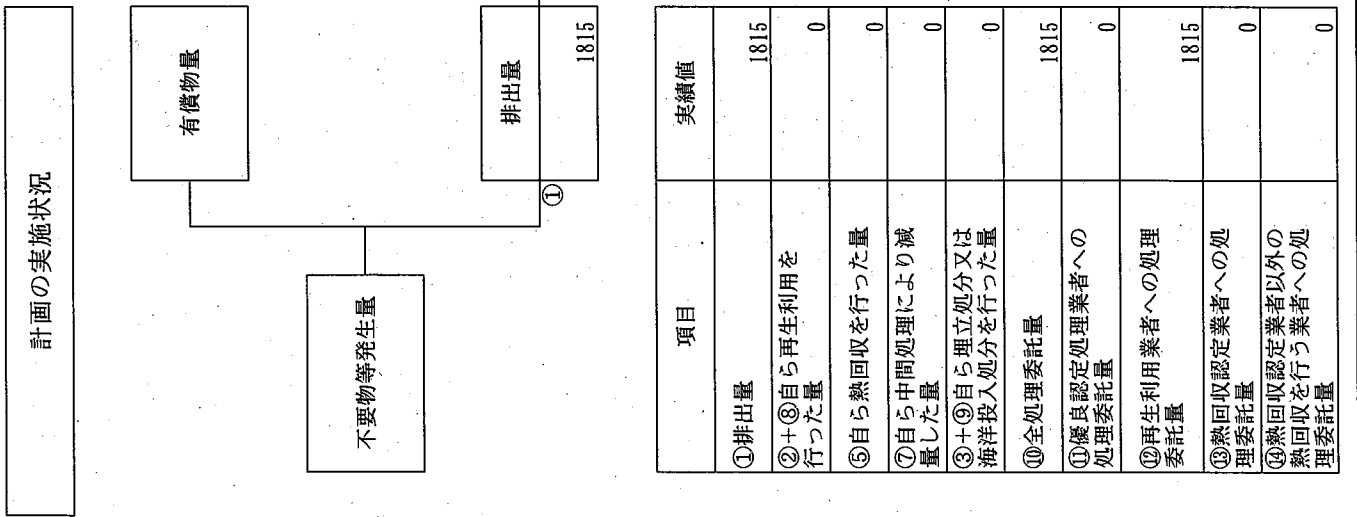 計画の実施状況
有償物量
不要物等発生量
排出量
①
1815
項目
実績値
①排出量
1815
②+⑧自ら再生利用を
行った量
0
⑤自ら熱回収を行った量
0
⑦自ら中間処理により減
量した量
0
③+⑨自ら埋立処分又は
海洋投入処分を行った量
0
⑩全処理委託量
1815
⑪優良認定処理業者への
処理委託量
0
⑫再生利用業者への処理
委託量
1815
⑬熱回収認定業者への処
理委託量
0
⑭熱回収認定業者以外の
熱回収を行う業者への処
理委託量
0